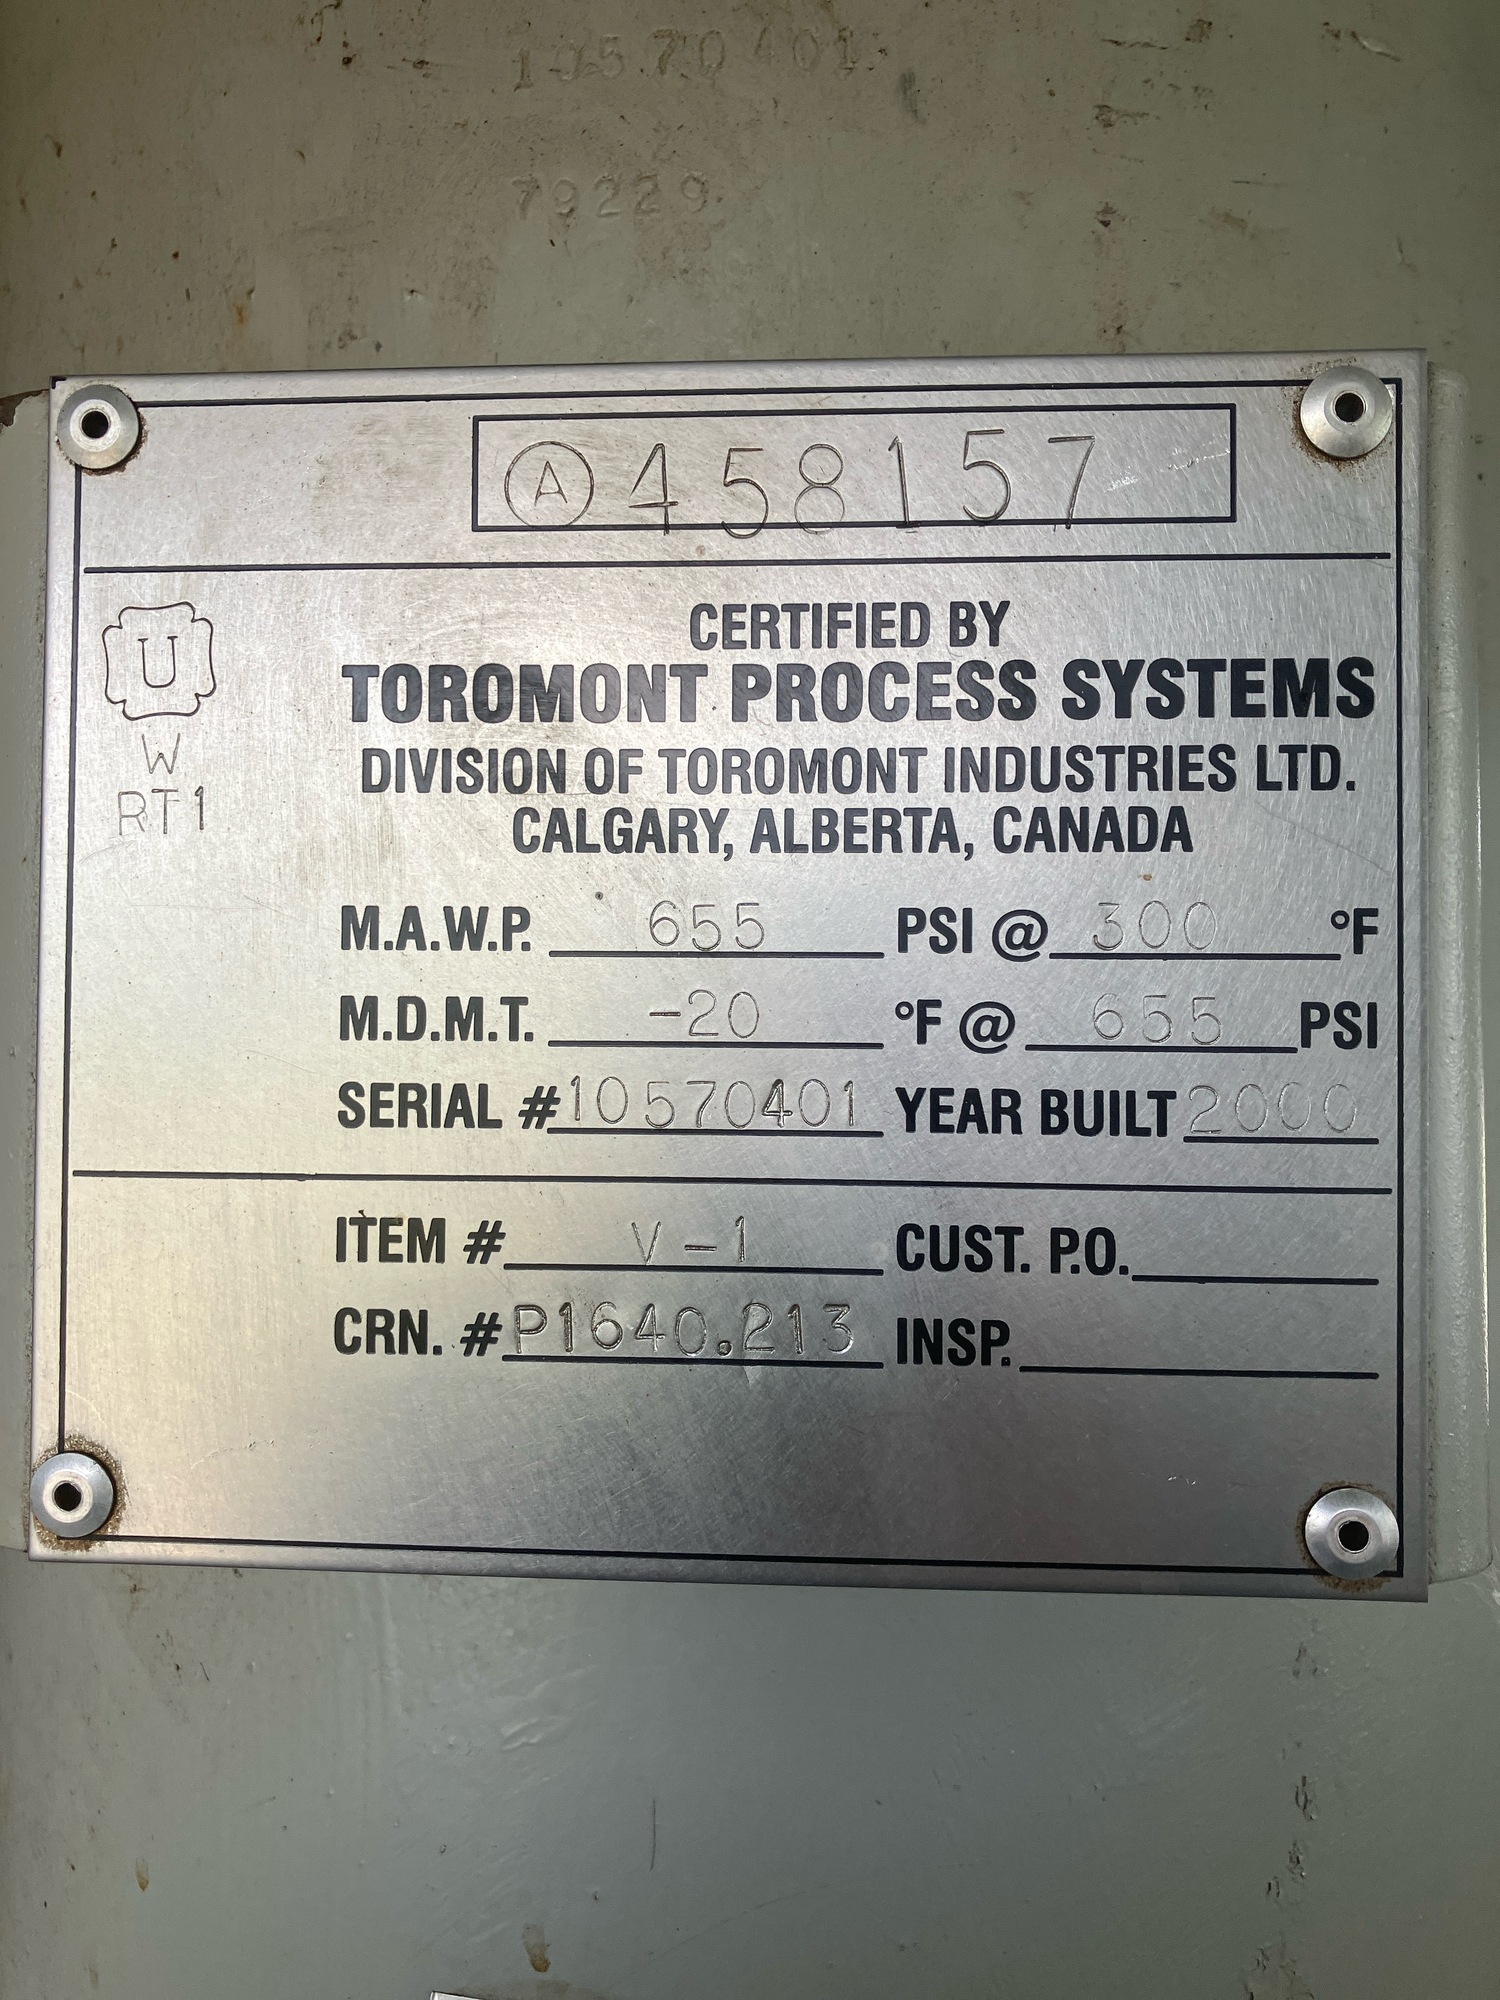 10570401
79229
A 458157
U
W
RT1
CERTIFIED BY
TOROMONT PROCESS SYSTEMS
DIVISION OF TOROMONT INDUSTRIES LTD.
CALGARY, ALBERTA, CANADA
M.A.W.P. 655 PSI @ 300 °F
M.D.M.T. -20 °F @ 655 PSI
SERIAL # 10570401 YEAR BUILT 2000
ITEM # V-1 CUST. P.O.
CRN. # P1640.213 INSP.